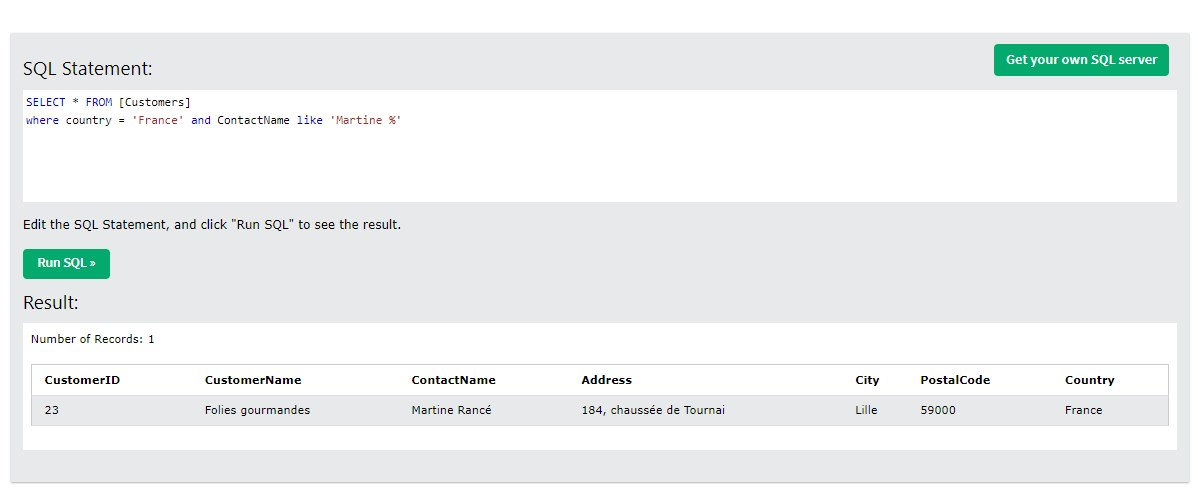 Get your own SQL server
SQL Statement:
SELECT * FROM [Customers]
where country = 'France' and ContactName like 'Martine %'
Edit the SQL Statement, and click "Run SQL" to see the result.
Run SQL »
Result:
Number of Records: 1
CustomerID CustomerName ContactName Address City PostalCode Country
23 Folies gourmandes Martine Rancé 184, chaussée de Tournai Lille 59000 France